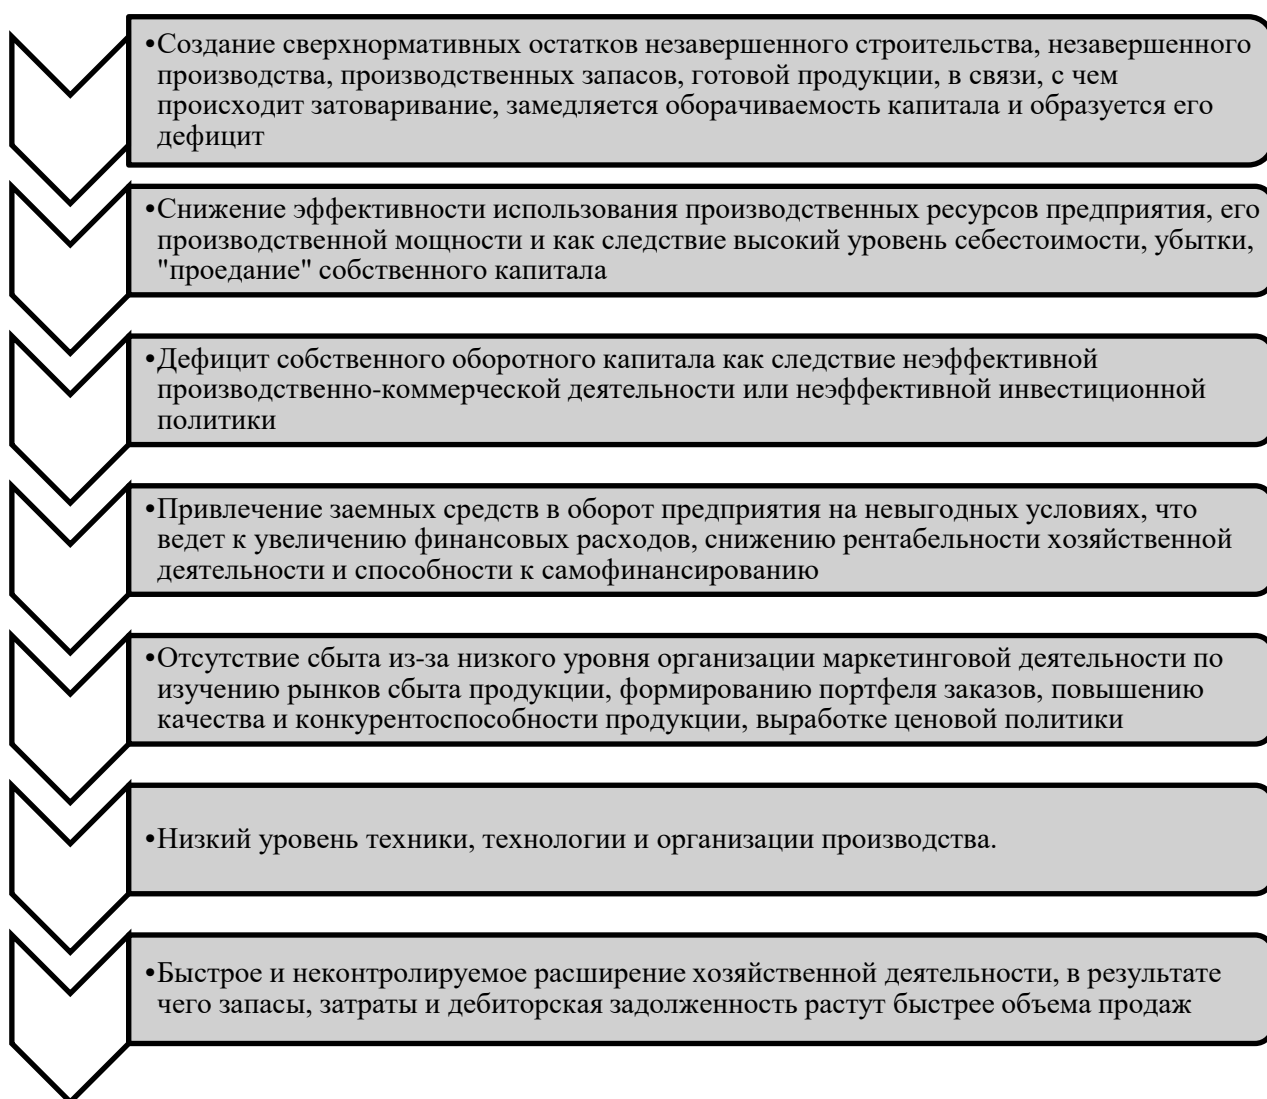 •Создание сверхнормативных остатков незавершенного строительства, незавершенного
производства, производственных запасов, готовой продукции, в связи, с чем
происходит затоваривание, замедляется оборачиваемость капитала и образуется его
дефицит
•Снижение эффективности использования производственных ресурсов предприятия, его
производственной мощности и как следствие высокий уровень себестоимости, убытки,
"проедание" собственного капитала
•Дефицит собственного оборотного капитала как следствие неэффективной
производственно-коммерческой деятельности или неэффективной инвестиционной
политики
•Привлечение заемных средств в оборот предприятия на невыгодных условиях, что
ведет к увеличению финансовых расходов, снижению рентабельности хозяйственной
деятельности и способности к самофинансированию
•Отсутствие сбыта из-за низкого уровня организации маркетинговой деятельности по
изучению рынков сбыта продукции, формированию портфеля заказов, повышению
качества и конкурентоспособности продукции, выработке ценовой политики
•Низкий уровень техники, технологии и организации производства.
•Быстрое и неконтролируемое расширение хозяйственной деятельности, в результате
чего запасы, затраты и дебиторская задолженность растут быстрее объема продаж